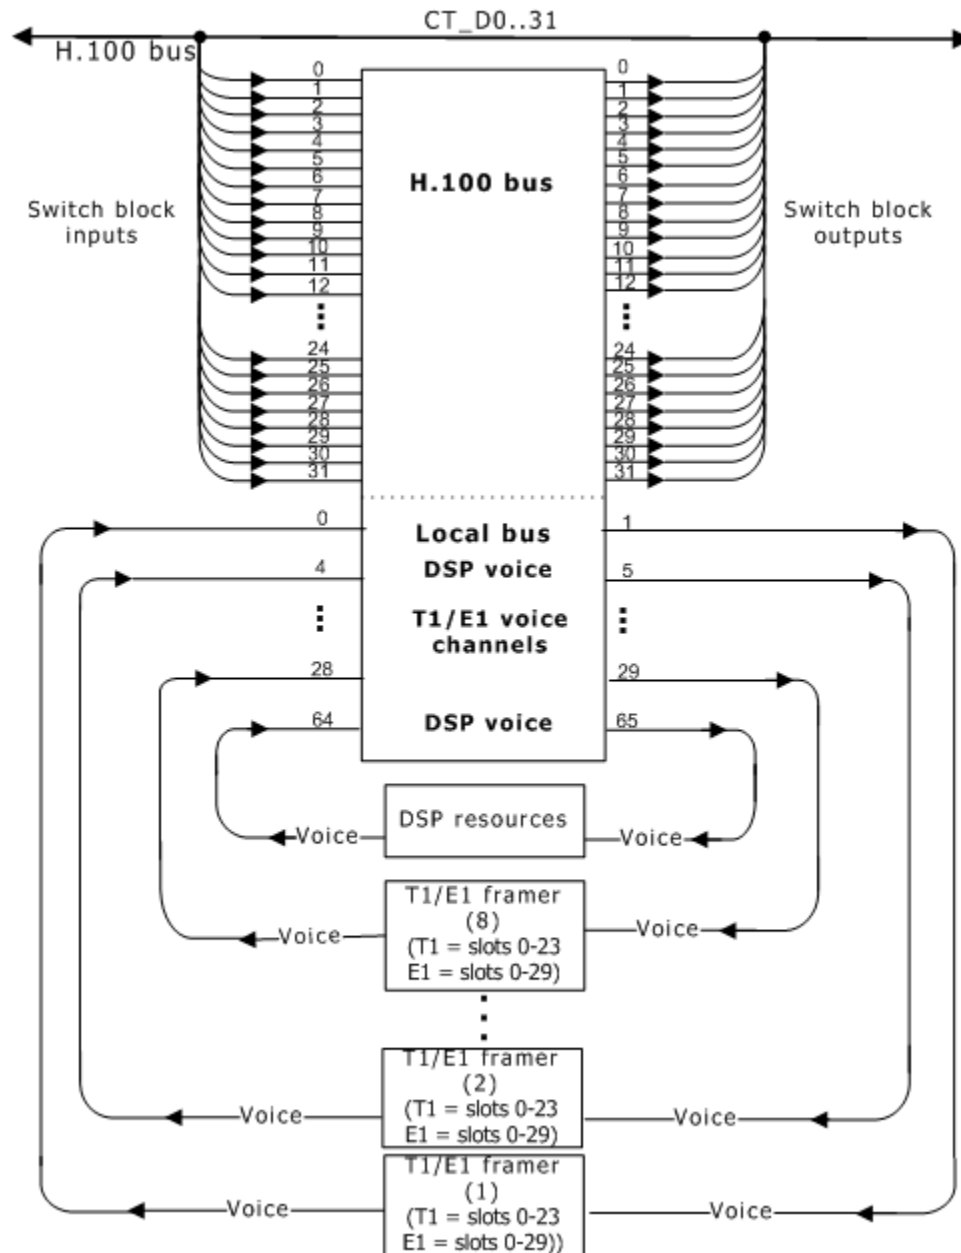 CT_D0..31
H.100 bus
0
1
2
3
4
5
6
7
8
9
10
11
12
24
25
26
27
28
29
30
31
Switch block
inputs
H.100 bus
0
1
2
3
4
5
6
7
8
9
10
11
12
24
25
26
27
28
29
30
31
Switch block
outputs
0
Local bus
1
4
DSP voice
5
T1/E1 voice
channels
28
29
64
DSP voice
65
DSP resources
Voice
Voice
T1/E1 framer
(8)
(T1 = slots 0-23
E1 = slots 0-29)
Voice
Voice
T1/E1 framer
(2)
(T1 = slots 0-23
E1 = slots 0-29)
Voice
Voice
T1/E1 framer
(1)
(T1 = slots 0-23
E1 = slots 0-29))
Voice
Voice